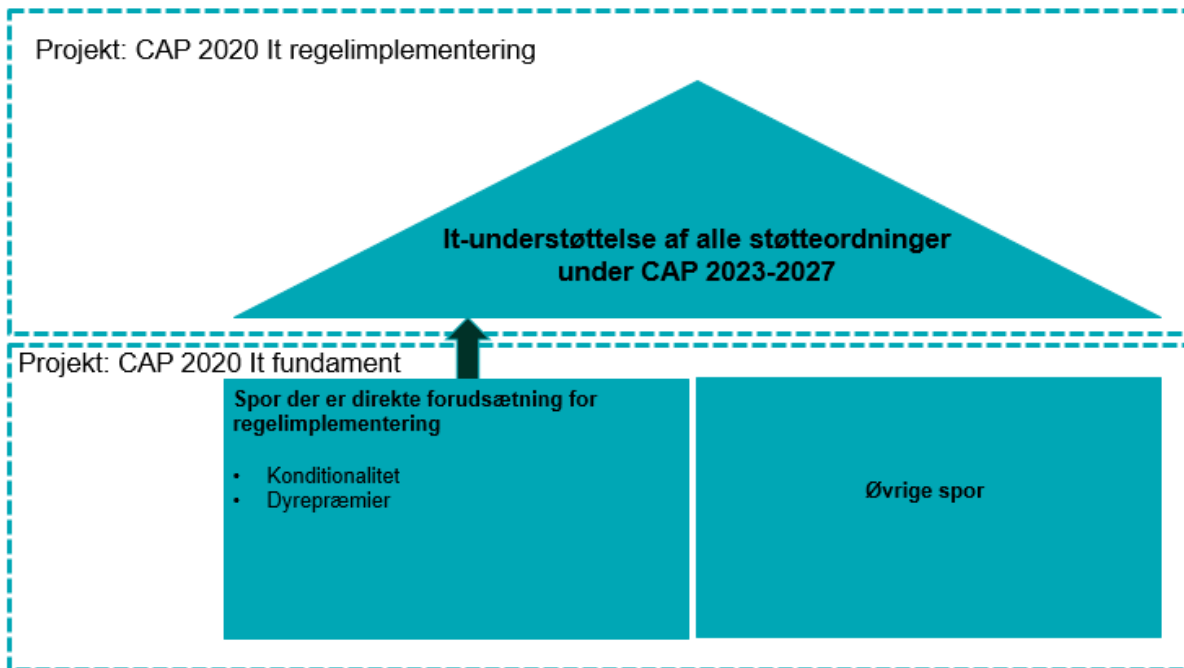 Projekt: CAP 2020 It regelimplementering
It-understøttelse af alle støtteordninger
under CAP 2023-2027
Projekt: CAP 2020 It fundament
Spor der er direkte forudsætning for
regelimplementering
• Konditionalitet
• Dyrepræmier
Øvrige spor